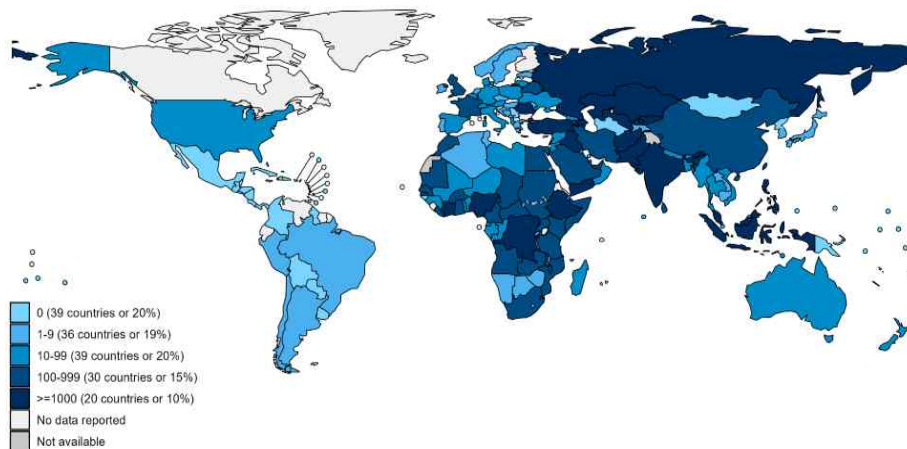 0 (39 countries or 20%)
1-9 (36 countries or 19%)
10-99 (39 countries or 20%)
100-999 (30 countries or 15%)
>=1000 (20 countries or 10%)
No data reported
Not available